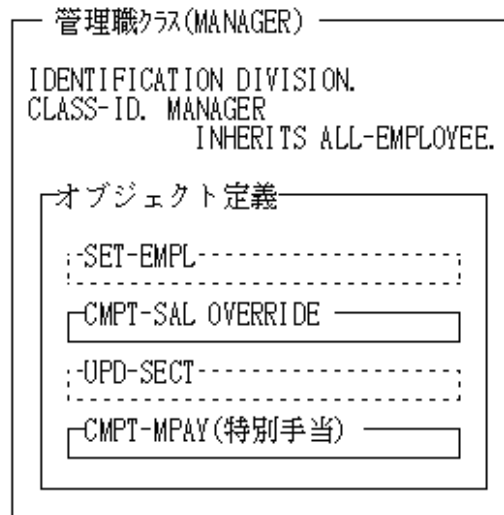 管理職ｸﾗｽ(MANAGER)
IDENTIFICATION DIVISION.
CLASS-ID. MANAGER
INHERITS ALL-EMPLOYEE.
オブジェクト定義
SET-EMPL
CMPT-SAL OVERRIDE
UPD-SECT
CMPT-MPAY(特別手当)